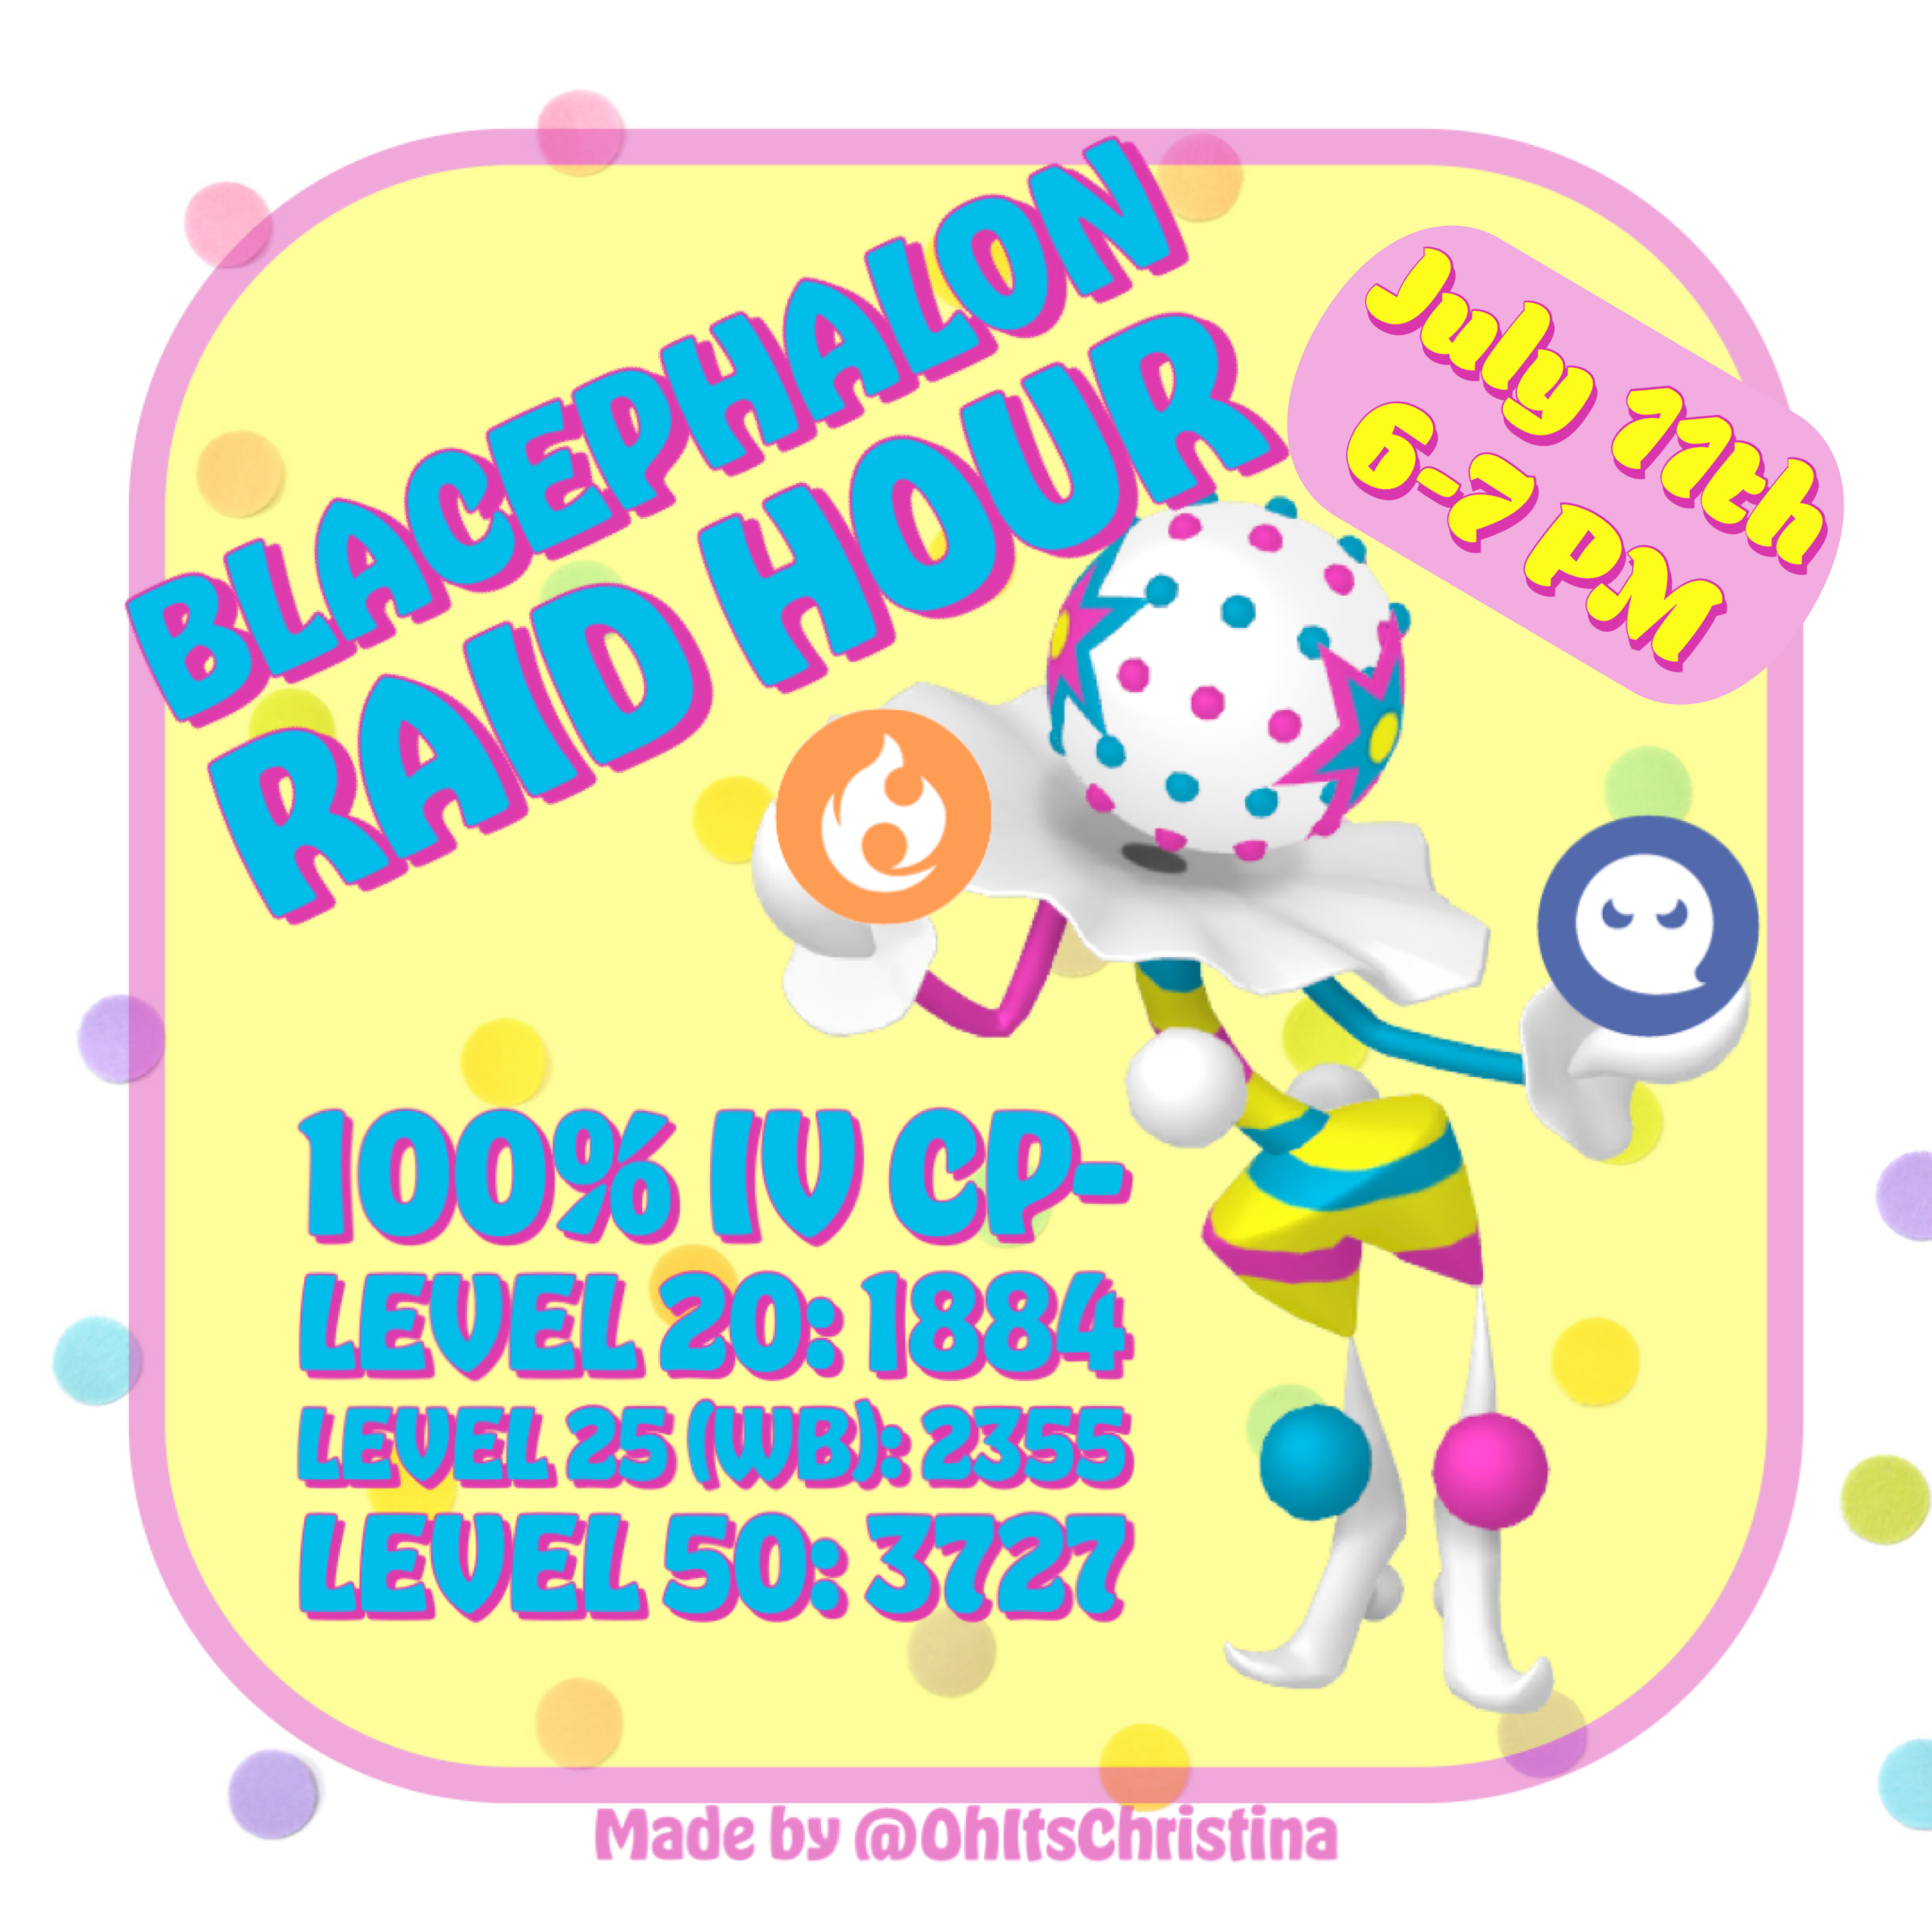 BLACEPHALON
RAID HOUR
July 11th
6-7 PM
100% IV CP-
LEVEL 20: 1884
LEVEL 25 (WB): 2355
LEVEL 50: 3727
Made by @OhItsChristina